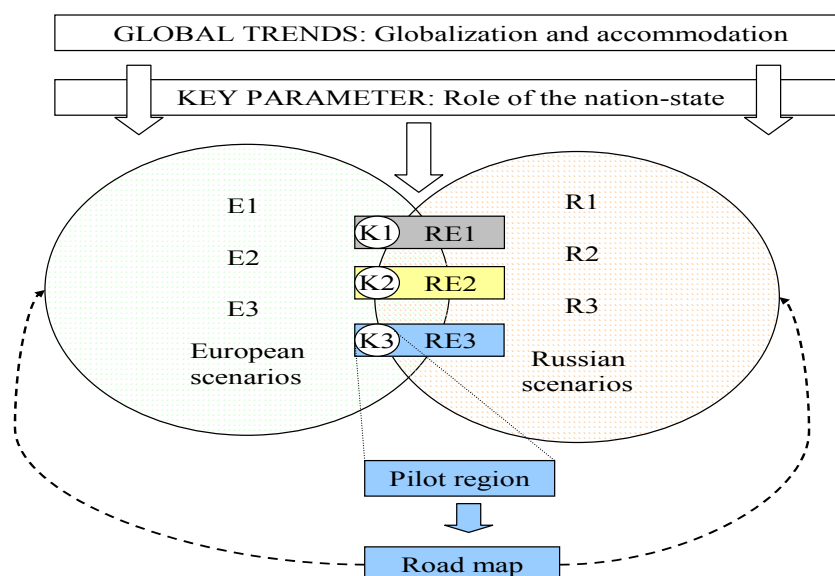 GLOBAL TRENDS: Globalization and accommodation
KEY PARAMETER: Role of the nation-state
E1
E2
E3
European
scenarios
K1 RE1
K2 RE2
K3 RE3
R1
R2
R3
Russian
scenarios
Pilot region
Road map